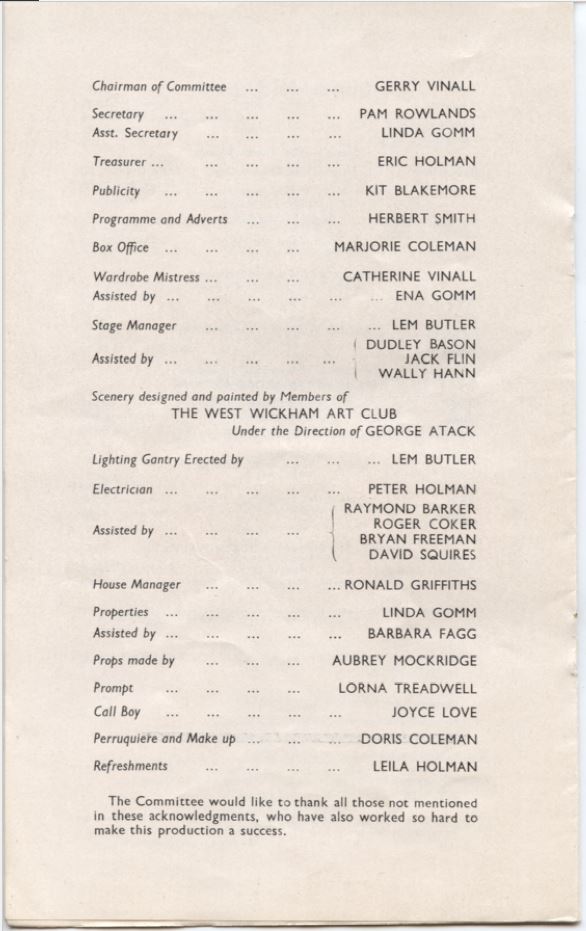 Chairman of Committee ... ... ... GERRY VINALL
Secretary ... ... ... ... ... PAM ROWLANDS
Asst. Secretary ... ... ... ... LINDA GOMM
Treasurer ... ... ... ... ... ERIC HOLMAN
Publicity ... ... ... ... ... KIT BLAKEMORE
Programme and Adverts ... ... ... HERBERT SMITH
Box Office ... ... ... ... MARJORIE COLEMAN
Wardrobe Mistress ... ... ... CATHERINE VINALL
Assisted by ... ... ... ... ... ... ENA GOMM
Stage Manager ... ... ... ... ... LEM BUTLER
DUDLEY BASON
Assisted by ... ... ... ... ... JACK FLIN
WALLY HANN
Scenery designed and painted by Members of
THE WEST WICKHAM ART CLUB
Under the Direction of GEORGE ATACK
Lighting Gantry Erected by ... ... ... LEM BUTLER
Electrician ... ... ... ... ... PETER HOLMAN
RAYMOND BARKER
ROGER COKER
Assisted by ... ... ... ...
BRYAN FREEMAN
DAVID SQUIRES
House Manager ... ... ... ... RONALD GRIFFITHS
Properties ... ... ... ... ... LINDA GOMM
Assisted by ... ... ... ... ... BARBARA FAGG
Props made by ... ... ... AUBREY MOCKRIDGE
Prompt ... ... ... ... LORNA TREADWELL
Call Boy ... ... ... ... ... JOYCE LOVE
Perruquiere and Make up ... ... ... DORIS COLEMAN
Refreshments ... ... ... ... LEILA HOLMAN
The Committee would like to thank all those not mentioned
in these acknowledgments, who have also worked so hard to
make this production a success.